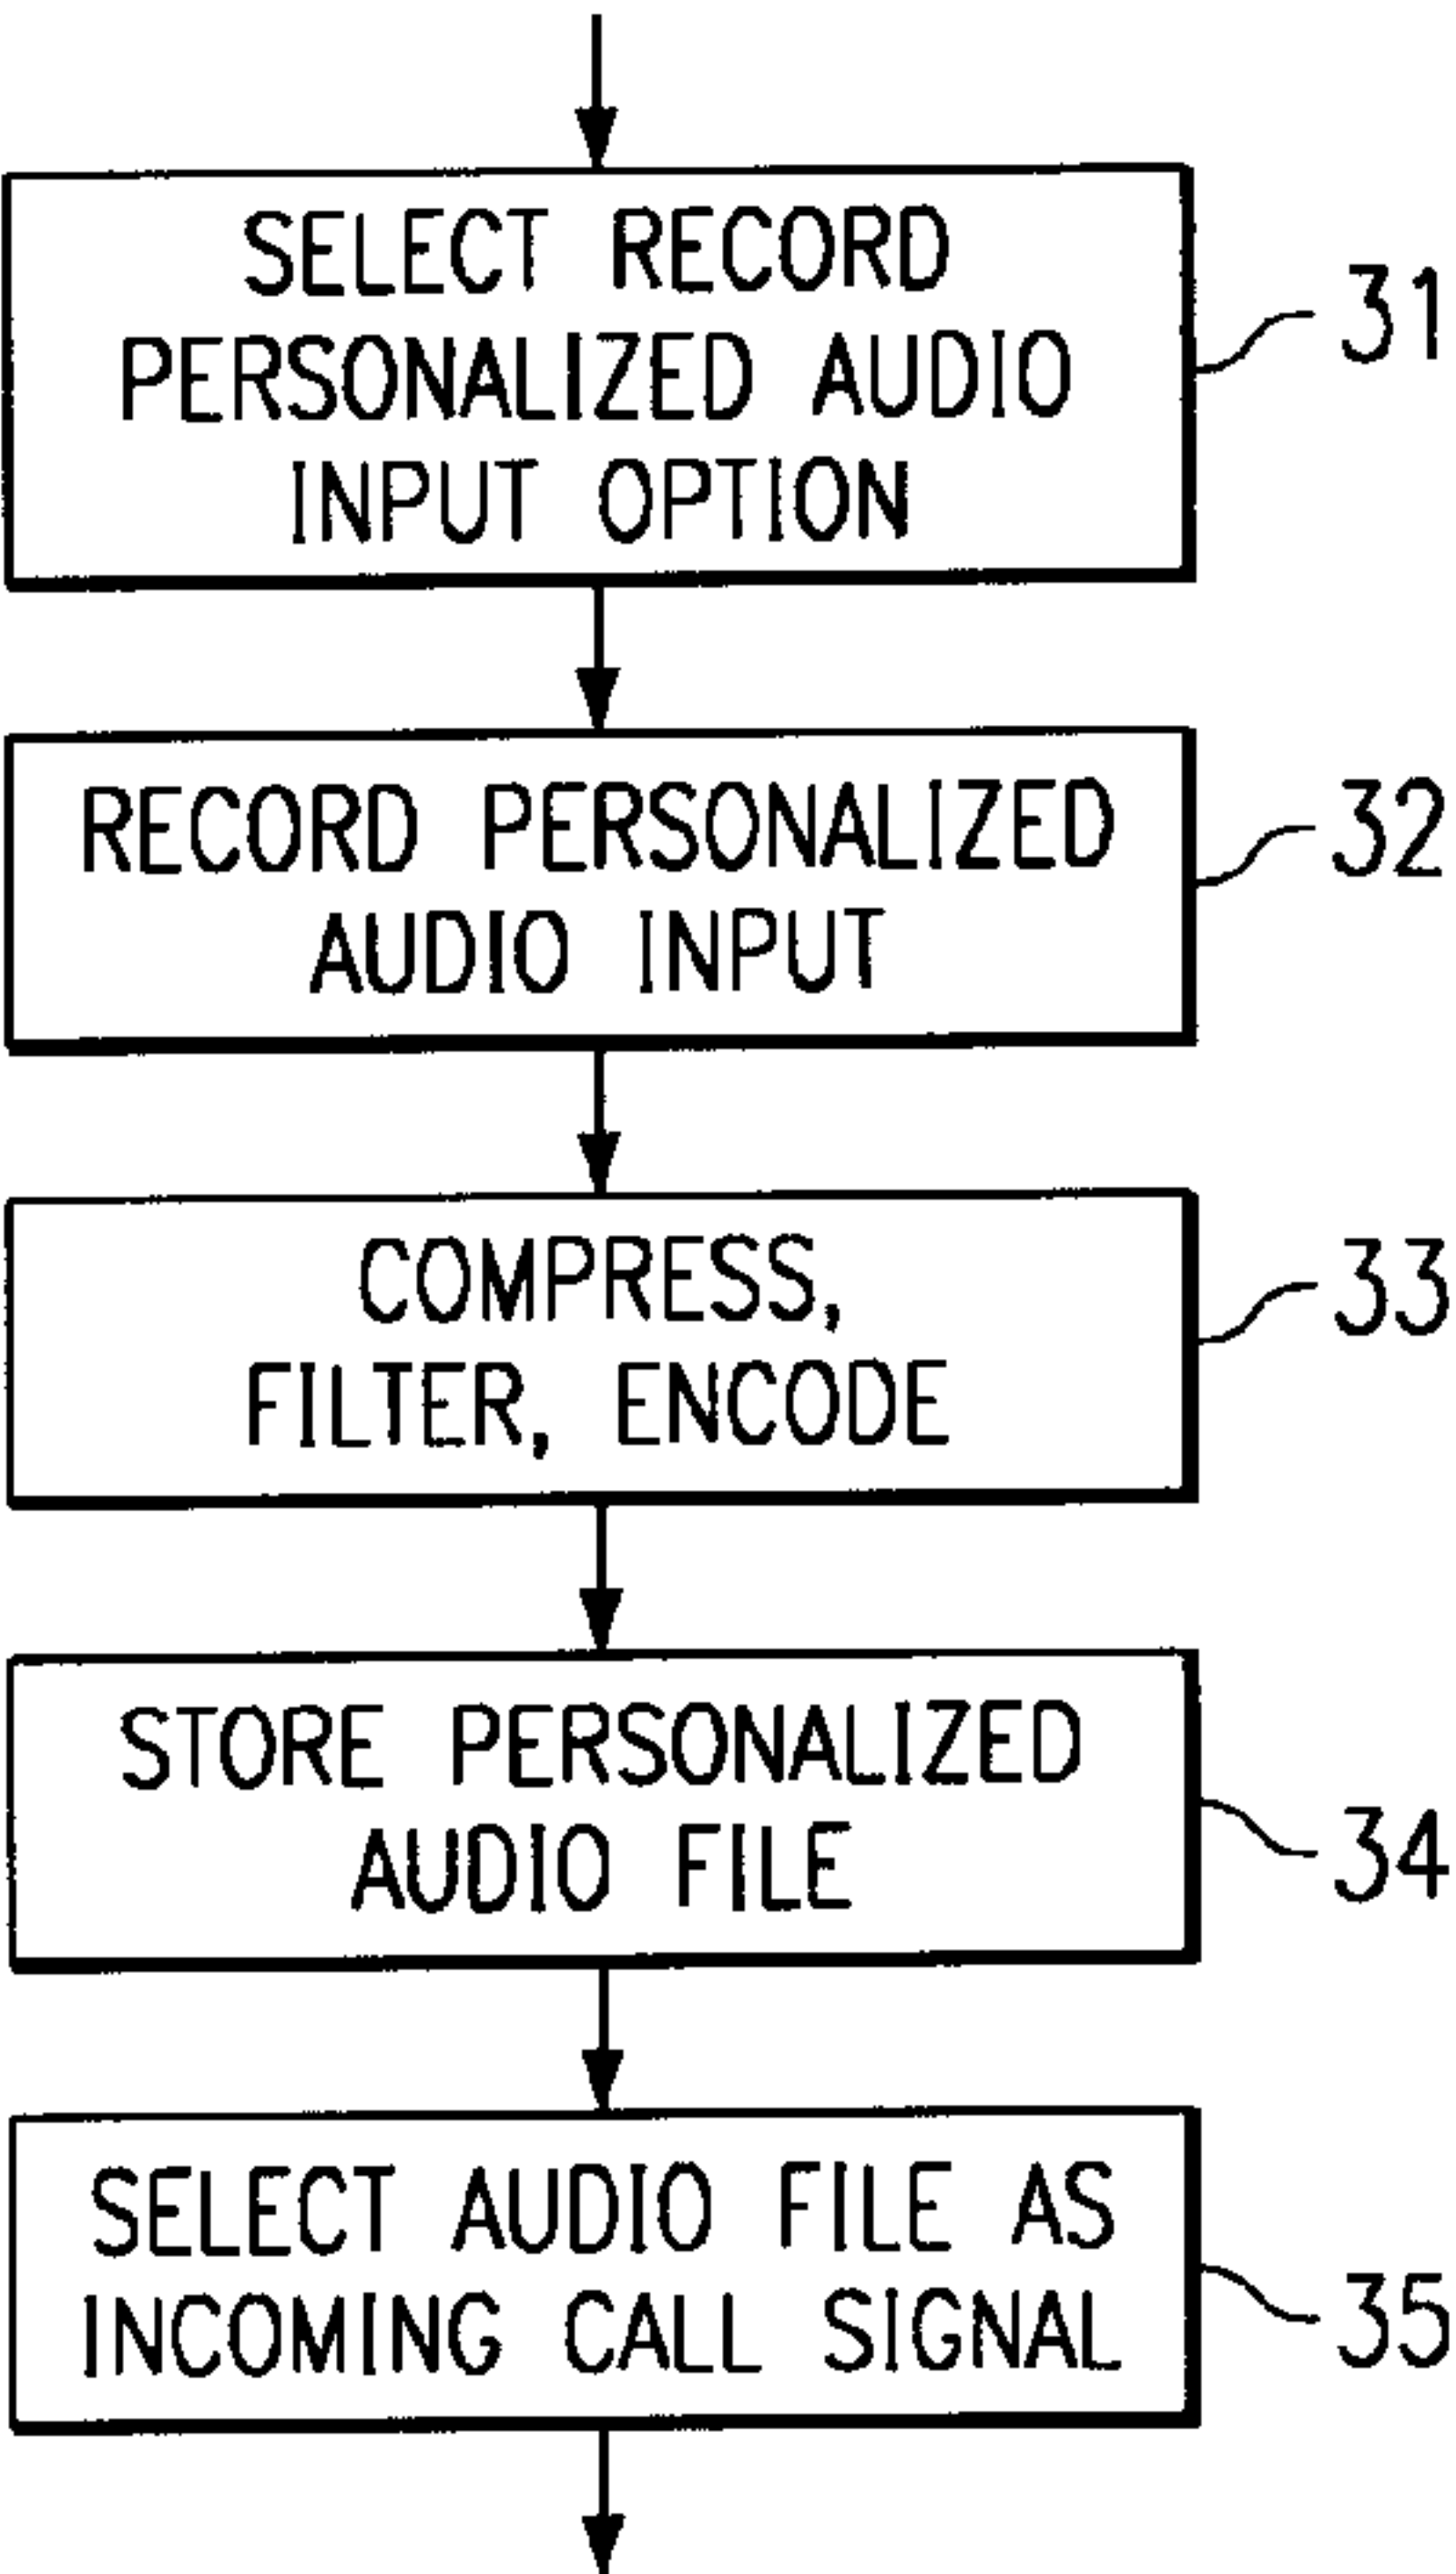 SELECT RECORD
PERSONALIZED AUDIO
INPUT OPTION
31
RECORD PERSONALIZED
AUDIO INPUT
32
COMPRESS,
FILTER, ENCODE
33
STORE PERSONALIZED
AUDIO FILE
34
SELECT AUDIO FILE AS
INCOMING CALL SIGNAL
35